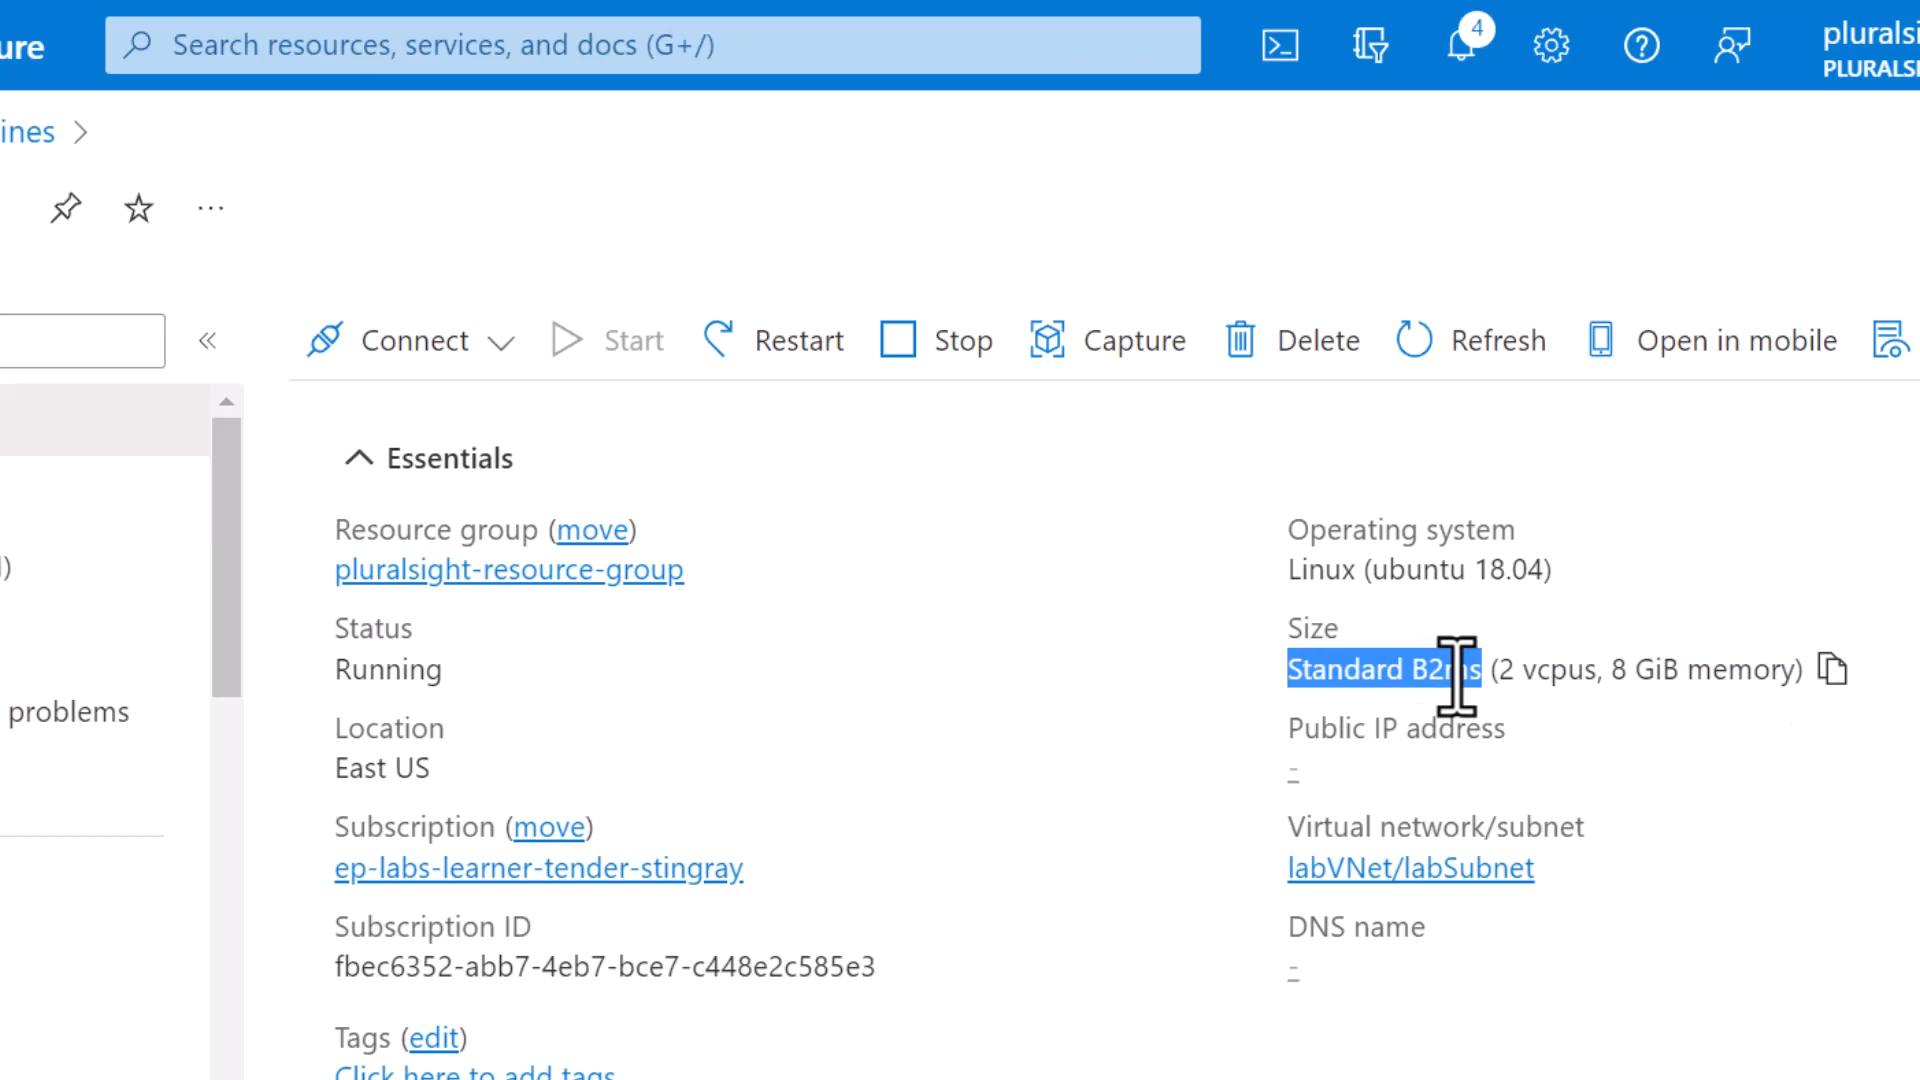 ure
Search resources, services, and docs (G+/)
4
pluralsi
PLURALSI
ines
Connect
Start
Restart
Stop
Capture
Delete
Refresh
Open in mobile
Essentials
Resource group (move)
pluralsight-resource-group
Status
Running
Location
East US
Subscription (move)
ep-labs-learner-tender-stingray
Subscription ID
fbec6352-abb7-4eb7-bce7-c448e2c585e3
Tags (edit)
Click here to add tags
Operating system
Linux (ubuntu 18.04)
Size
Standard B2ms (2 vcpus, 8 GiB memory)
Public IP address
-
Virtual network/subnet
labVNet/labSubnet
DNS name
-
problems